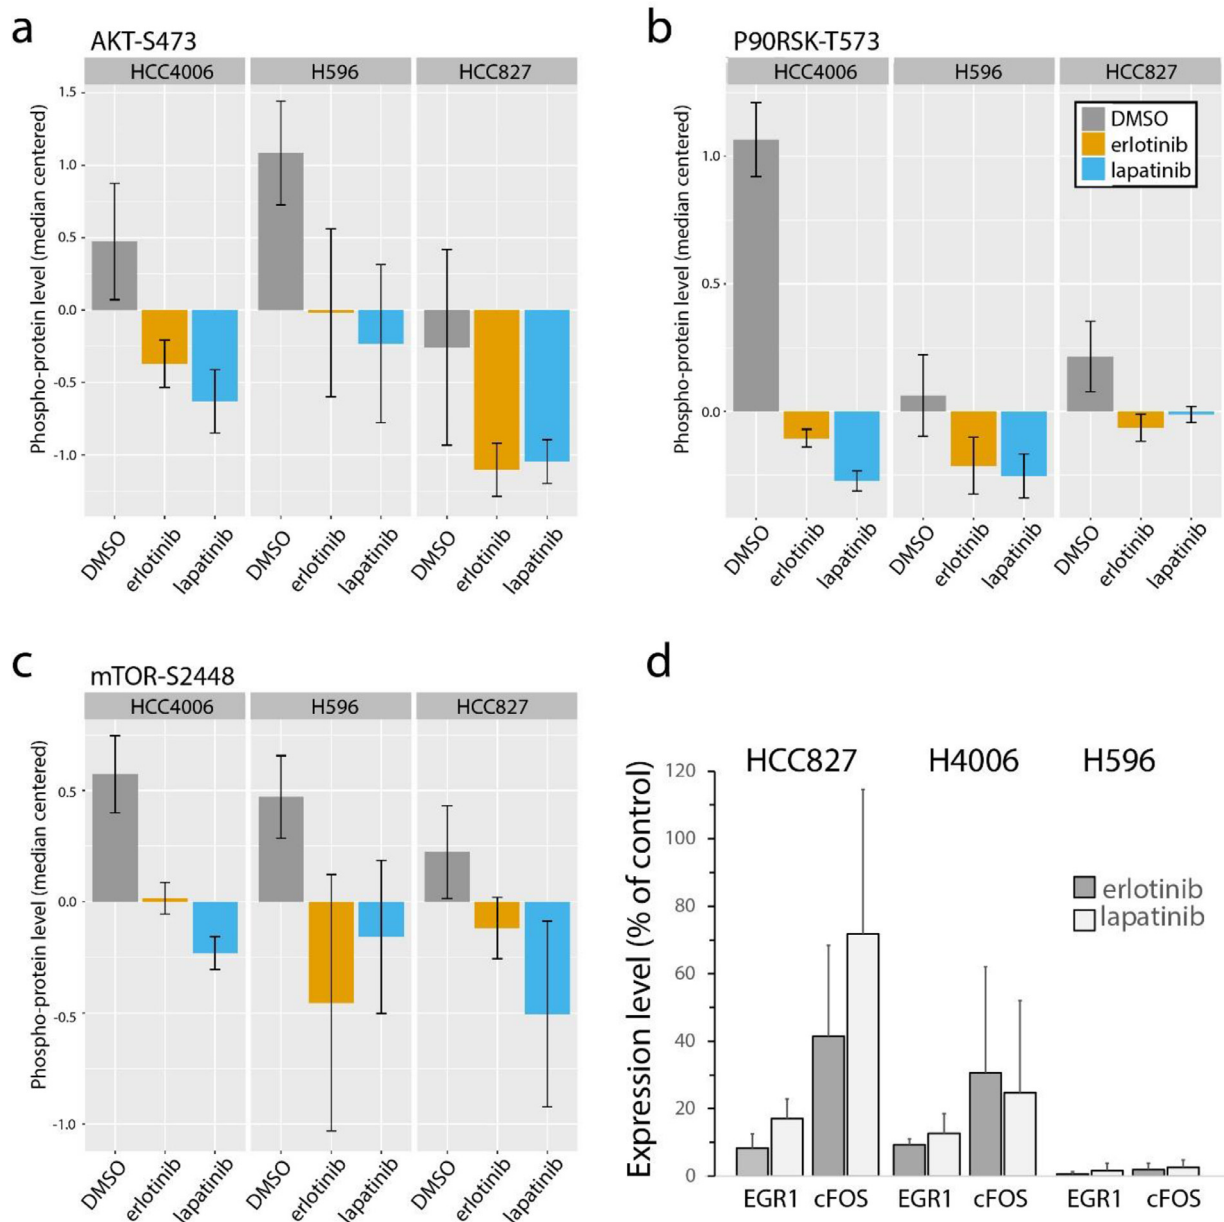 a
AKT-S473
HCC4006 H596 HCC827
Phospho-protein level (median centered)
1.5
1.0
0.5
0.0
-0.5
-1.0
DMSO erlotinib lapatinib DMSO erlotinib lapatinib DMSO erlotinib lapatinib
b
P90RSK-T573
HCC4006 H596 HCC827
Phospho-protein level (median centered)
1.0
0.5
0.0
DMSO
erlotinib
lapatinib
DMSO erlotinib lapatinib DMSO erlotinib lapatinib DMSO erlotinib lapatinib
c
mTOR-S2448
HCC4006 H596 HCC827
Phospho-protein level (median centered)
0.5
0.0
-0.5
-1.0
DMSO erlotinib lapatinib DMSO erlotinib lapatinib DMSO erlotinib lapatinib
d
HCC827 H4006 H596
Expression level (% of control)
120
100
80
60
40
20
0
erlotinib
lapatinib
EGR1 cFOS EGR1 cFOS EGR1 cFOS